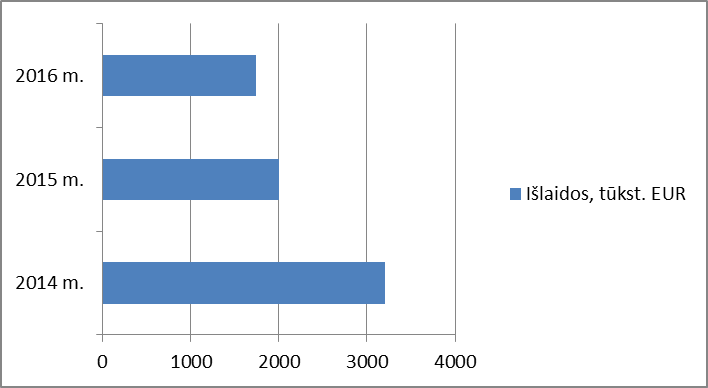 2016 m.
2015 m.
2014 m.
0 1000 2000 3000 4000
Išlaidos, tūkst. EUR